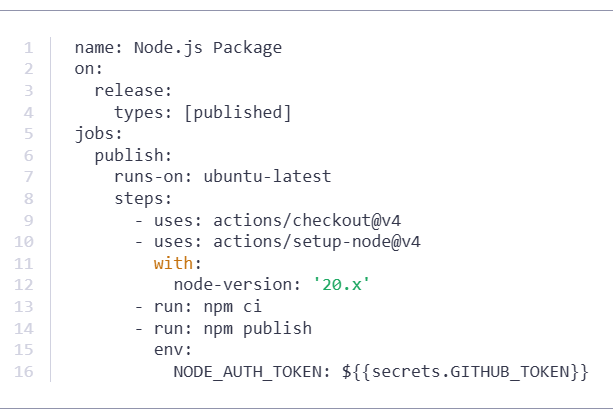 1 name: Node.js Package
2 on:
3   release:
4     types: [published]
5 jobs:
6   publish:
7     runs-on: ubuntu-latest
8     steps:
9       - uses: actions/checkout@v4
10       - uses: actions/setup-node@v4
11         with:
12           node-version: '20.x'
13       - run: npm ci
14       - run: npm publish
15         env:
16           NODE_AUTH_TOKEN: ${{secrets.GITHUB_TOKEN}}